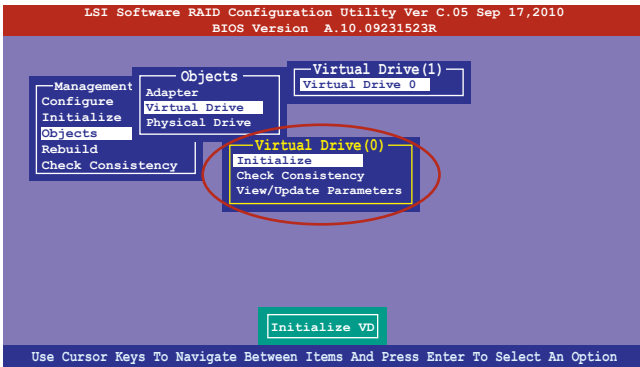 LSI Software RAID Configuration Utility Ver C.05 Sep 17,2010
BIOS Version A.10.09231523R
Management
Configure
Initialize
Objects
Rebuild
Check Consistency
Objects
Adapter
Virtual Drive
Physical Drive
Virtual Drive(1)
Virtual Drive 0
Virtual Drive(0)
Initialize
Check Consistency
View/Update Parameters
Initialize VD
Use Cursor Keys To Navigate Between Items And Press Enter To Select An Option